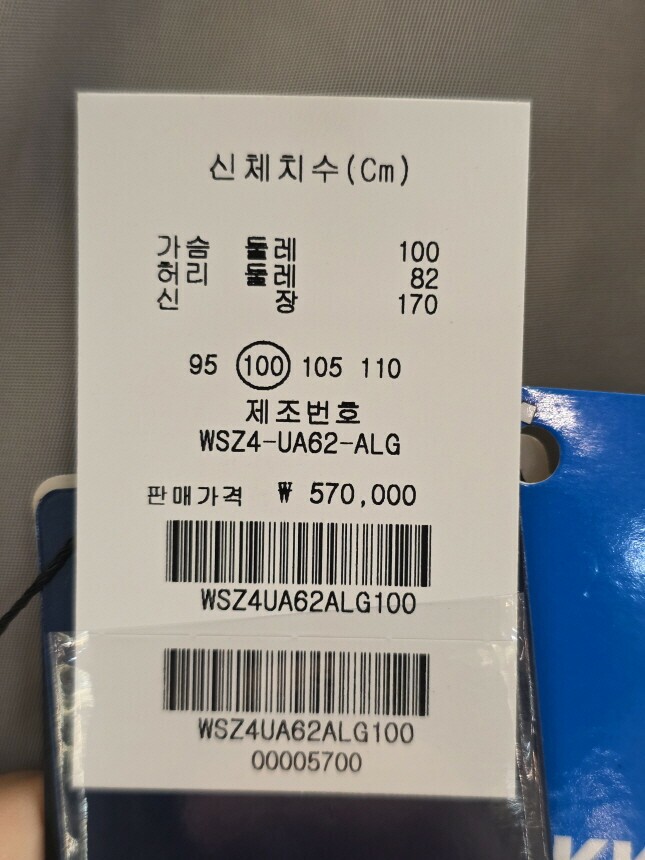 신체치수(Cm)
가슴 둘레 100
허리 둘레 82
신 장 170
95 100 105 110
제조번호
WSZ4-UA62-ALG
판매가격 ₩ 570,000
WSZ4UA62ALG100
WSZ4UA62ALG100
00005700